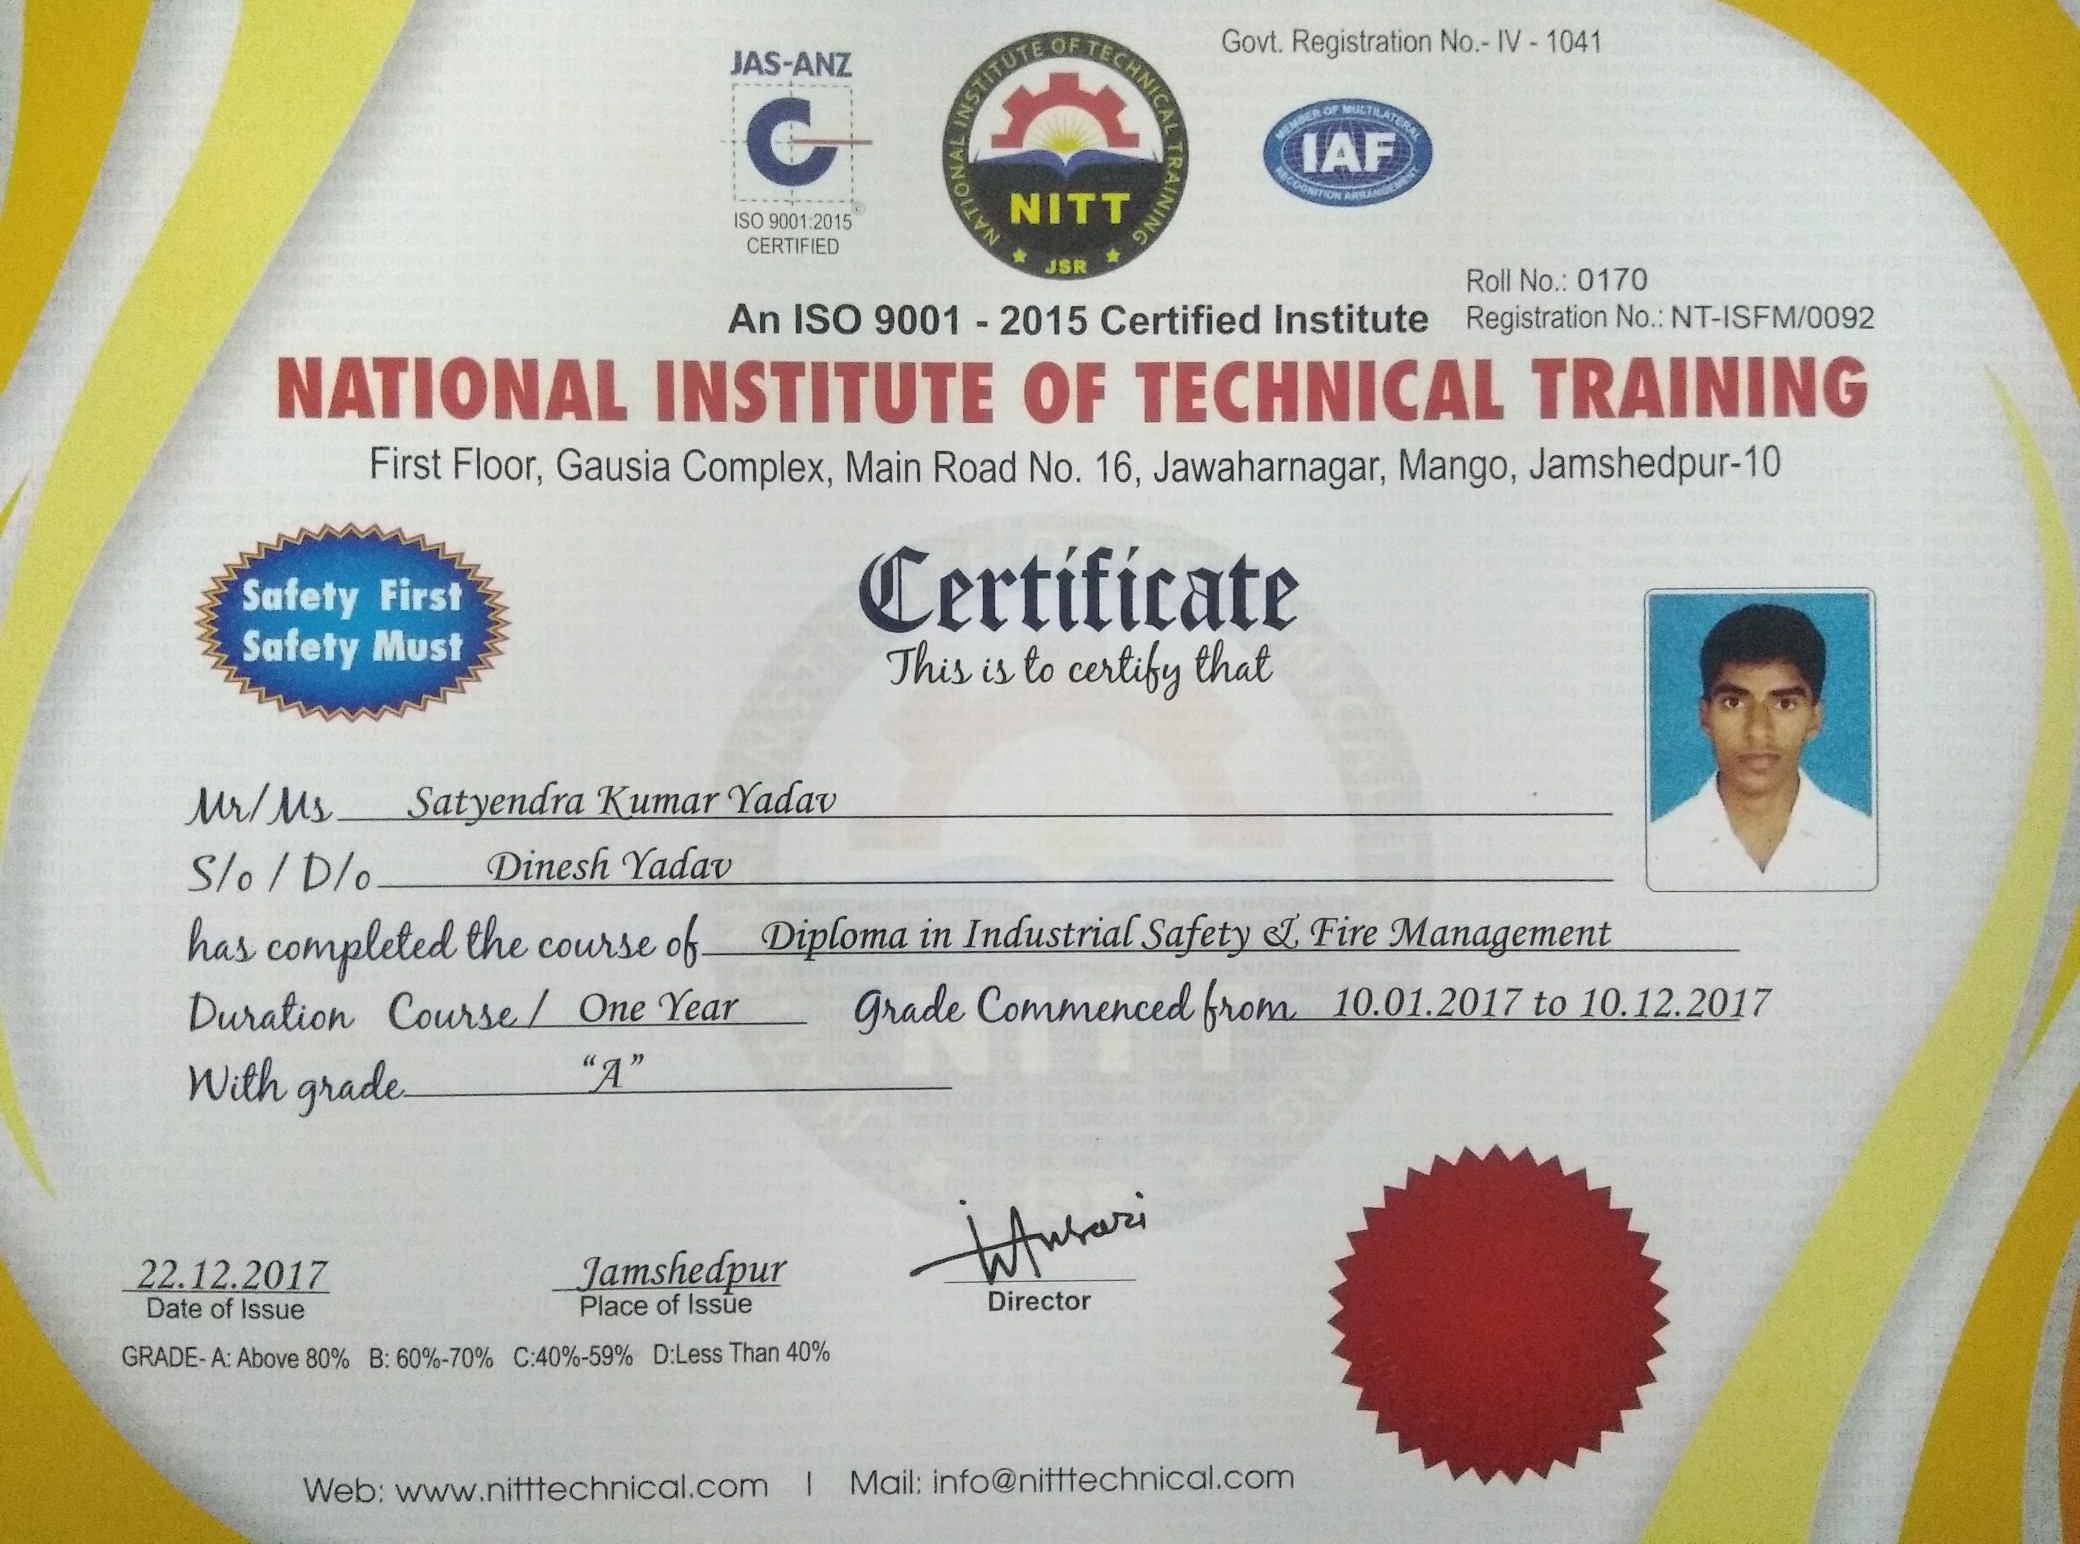 Govt. Registration No.- IV - 1041
JAS-ANZ
ISO 9001:2015
CERTIFIED
NATIONAL INSTITUTE OF TECHNICAL TRAINING
NITT
JSR
MEMBER OF MULTILATERAL
IAF
RECOGNITION ARRANGEMENT
Roll No.: 0170
An ISO 9001 - 2015 Certified Institute Registration No.: NT-ISFM/0092
NATIONAL INSTITUTE OF TECHNICAL TRAINING
First Floor, Gausia Complex, Main Road No. 16, Jawaharnagar, Mango, Jamshedpur-10
Safety First
Safety Must
Certificate
This is to certify that
Mr/Ms Satyendra Kumar Yadav
S/o / D/o Dinesh Yadav
has completed the course of Diploma in Industrial Safety & Fire Management
Duration Course / One Year Grade Commenced from 10.01.2017 to 10.12.2017
With grade "A"
22.12.2017
Date of Issue
Jamshedpur
Place of Issue
Director
GRADE- A: Above 80% B: 60%-70% C:40%-59% D:Less Than 40%
Web: www.nitttechnical.com | Mail: info@nitttechnical.com